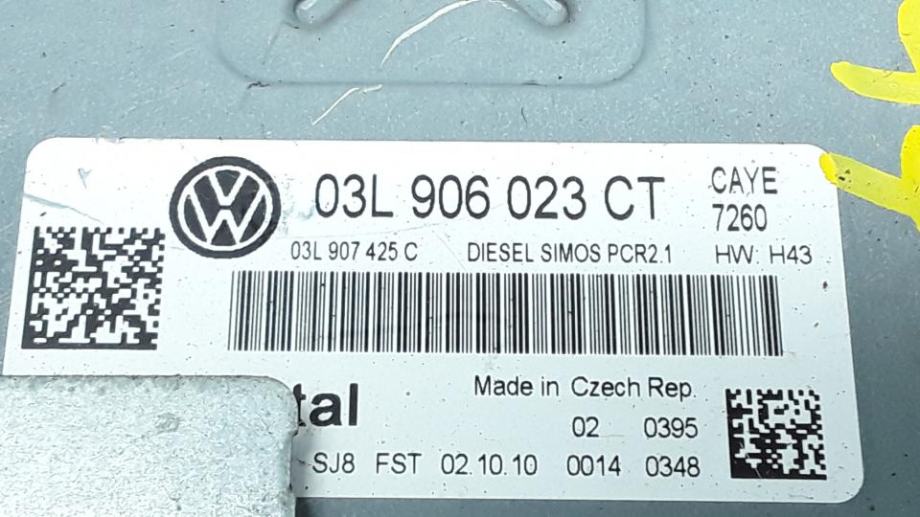 03L 906 023 CT CAYE
7260
03L 907 425 C DIESEL SIMOS PCR2.1 HW: H43
tal Made in Czech Rep.
02 0395
SJ8 FST 02.10.10 0014 0348